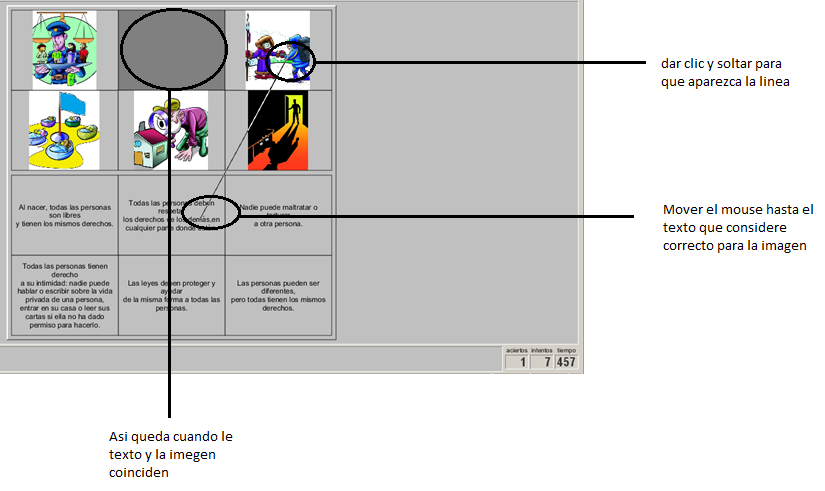 dar clic y soltar para
que aparezca la linea
Al nacer, todas las personas
son libres
y tienen los mismos derechos.
Todas las personas deben
respetar
los derechos de los demás,en
cualquier parte donde
Nadie puede maltratar o
torturar
a otra persona.
Mover el mouse hasta el
texto que considere
correcto para la imagen
Todas las personas tienen
derecho
a su intimidad: nadie puede
hablar o escribir sobre la vida
privada de una persona,
entrar en su casa o leer sus
cartas si ella no ha dado
permiso para hacerlo.
Las leyes deben proteger y
ayudar
de la misma forma a todas las
personas.
Las personas pueden ser
diferentes,
pero todas tienen los mismos
derechos.
aciertos intentos tiempo
1 7 457
Asi queda cuando le
texto y la imegen
coinciden